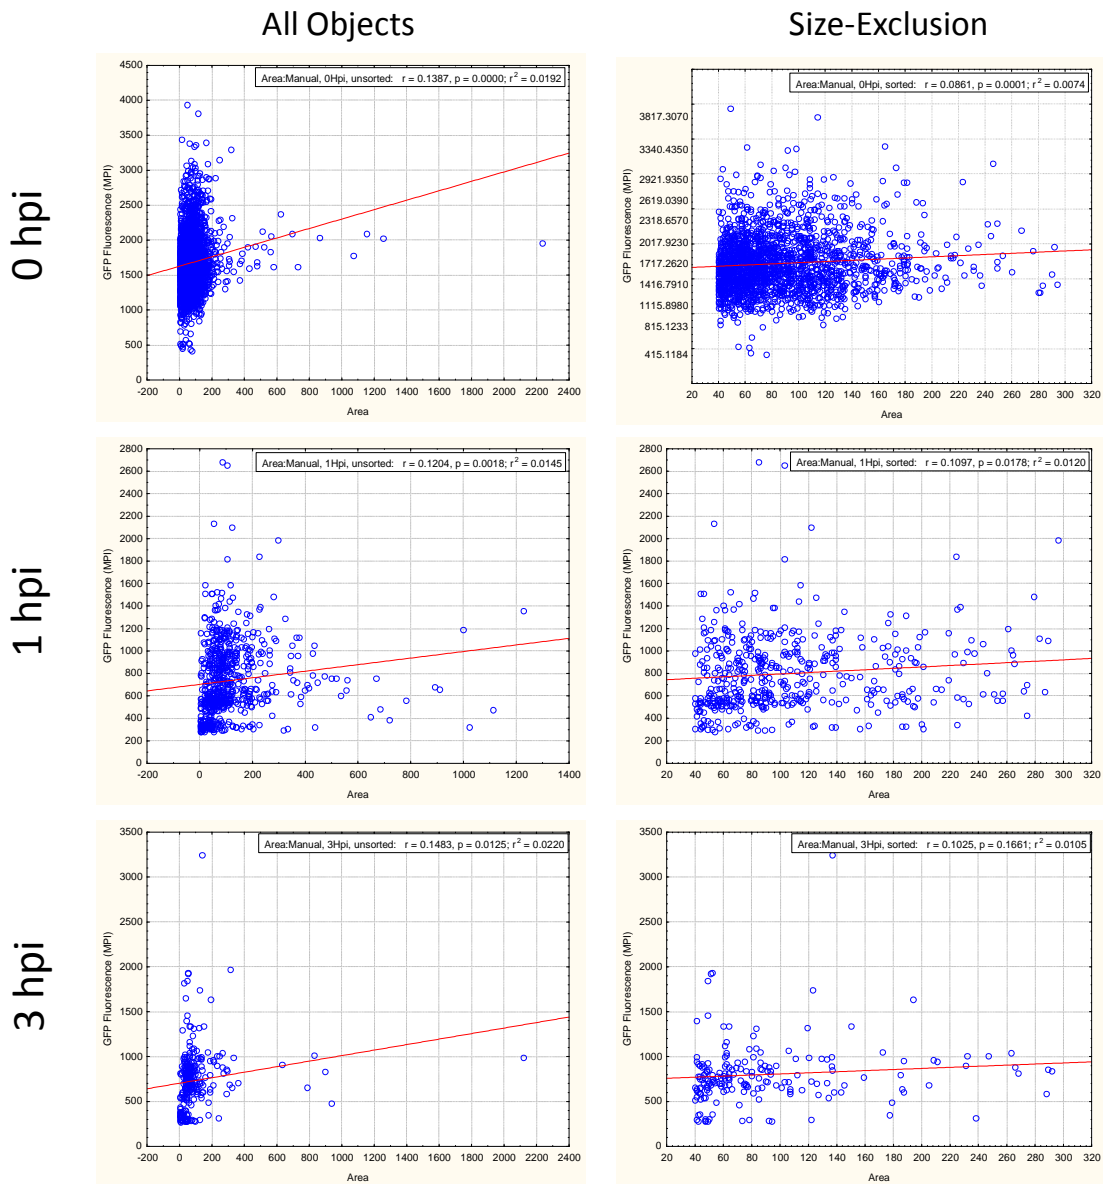 All Objects
Size-Exclusion
0 hpi
Area:Manual, 0Hpi, unsorted: r = 0.1387, p = 0.0000; r² = 0.0192
GFP Fluorescence (MPI)
4500
4000
3500
3000
2500
2000
1500
1000
500
0
-200 0 200 400 600 800 1000 1200 1400 1600 1800 2000 2200 2400
Area
Area:Manual, 0Hpi, sorted: r = 0.0861, p = 0.0001; r² = 0.0074
GFP Fluorescence (MPI)
3817.3070
3340.4350
2921.9350
2619.0390
2318.6570
2017.9230
1717.2620
1416.7910
1115.8980
815.1233
415.1184
20 40 60 80 100 120 140 160 180 200 220 240 260 280 300 320
Area
1 hpi
Area:Manual, 1Hpi, unsorted: r = 0.1204, p = 0.0018; r² = 0.0145
GFP Fluorescence (MPI)
2800
2600
2400
2200
2000
1800
1600
1400
1200
1000
800
600
400
200
0
-200 0 200 400 600 800 1000 1200 1400
Area
Area:Manual, 1Hpi, sorted: r = 0.1097, p = 0.0178; r² = 0.0120
GFP Fluorescence (MPI)
2800
2600
2400
2200
2000
1800
1600
1400
1200
1000
800
600
400
200
0
20 40 60 80 100 120 140 160 180 200 220 240 260 280 300 320
Area
3 hpi
Area:Manual, 3Hpi, unsorted: r = 0.1483, p = 0.0125; r² = 0.0220
GFP Fluorescence (MPI)
3500
3000
2500
2000
1500
1000
500
0
-200 0 200 400 600 800 1000 1200 1400 1600 1800 2000 2200 2400
Area
Area:Manual, 3Hpi, sorted: r = 0.1025, p = 0.1661; r² = 0.0105
GFP Fluorescence (MPI)
3500
3000
2500
2000
1500
1000
500
0
20 40 60 80 100 120 140 160 180 200 220 240 260 280 300 320
Area